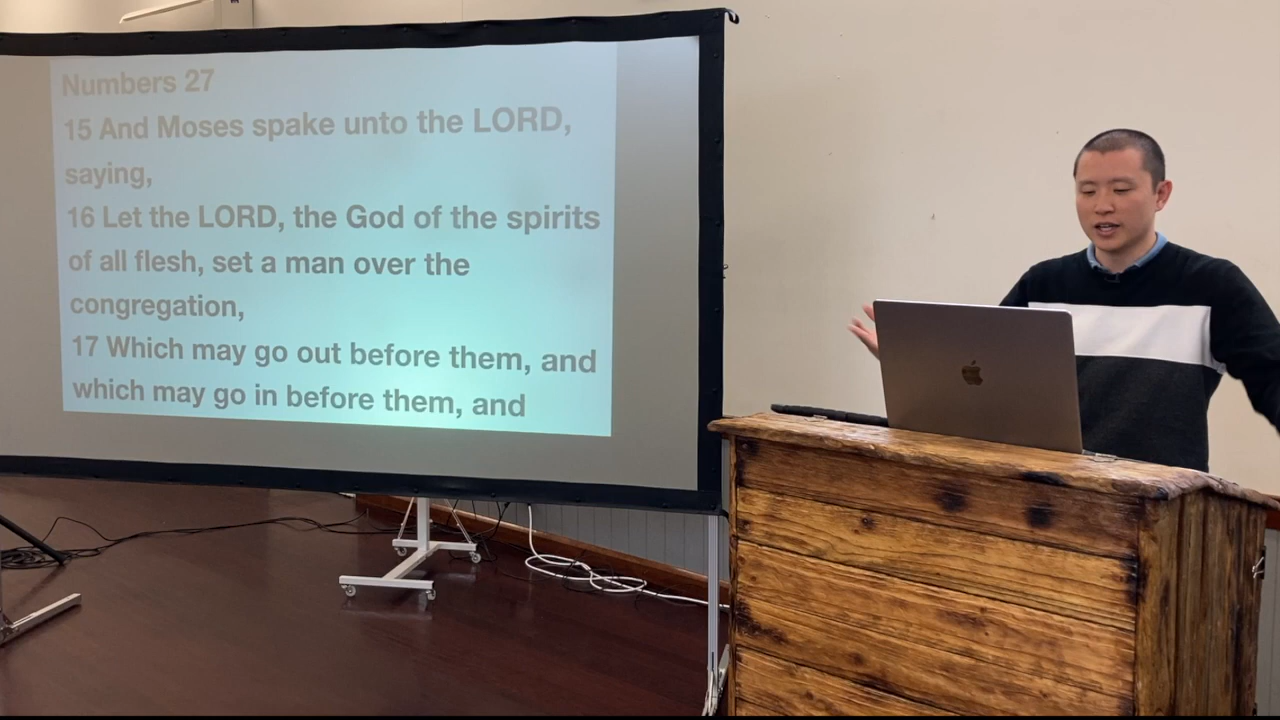 Numbers 27
15 And Moses spake unto the LORD,
saying,
16 Let the LORD, the God of the spirits
of all flesh, set a man over the
congregation,
17 Which may go out before them, and
which may go in before them, and